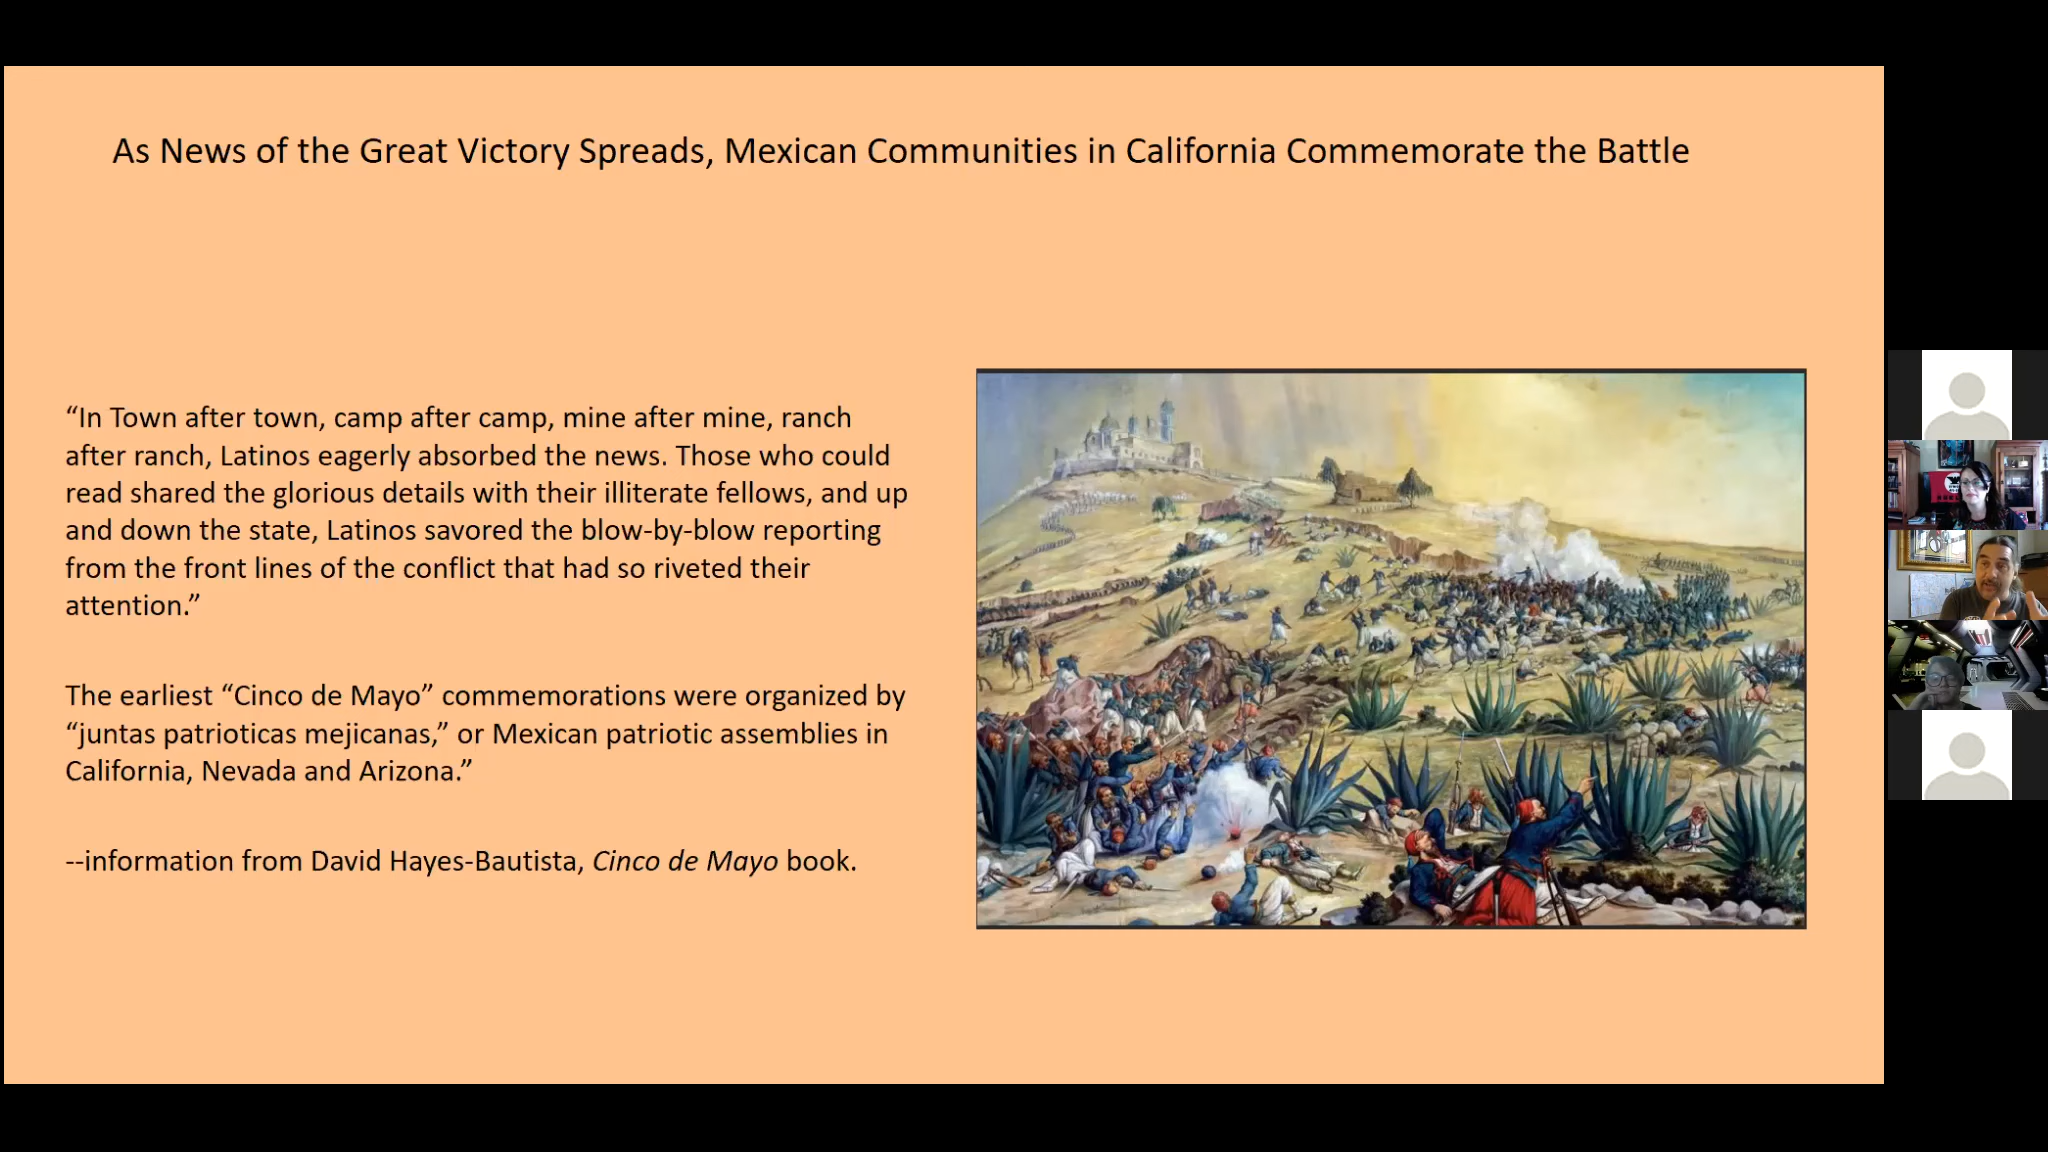 As News of the Great Victory Spreads, Mexican Communities in California Commemorate the Battle
“In Town after town, camp after camp, mine after mine, ranch
after ranch, Latinos eagerly absorbed the news. Those who could
read shared the glorious details with their illiterate fellows, and up
and down the state, Latinos savored the blow-by-blow reporting
from the front lines of the conflict that had so riveted their
attention.”
The earliest “Cinco de Mayo” commemorations were organized by
“juntas patrioticas mejicanas,” or Mexican patriotic assemblies in
California, Nevada and Arizona.”
--information from David Hayes-Bautista, Cinco de Mayo book.